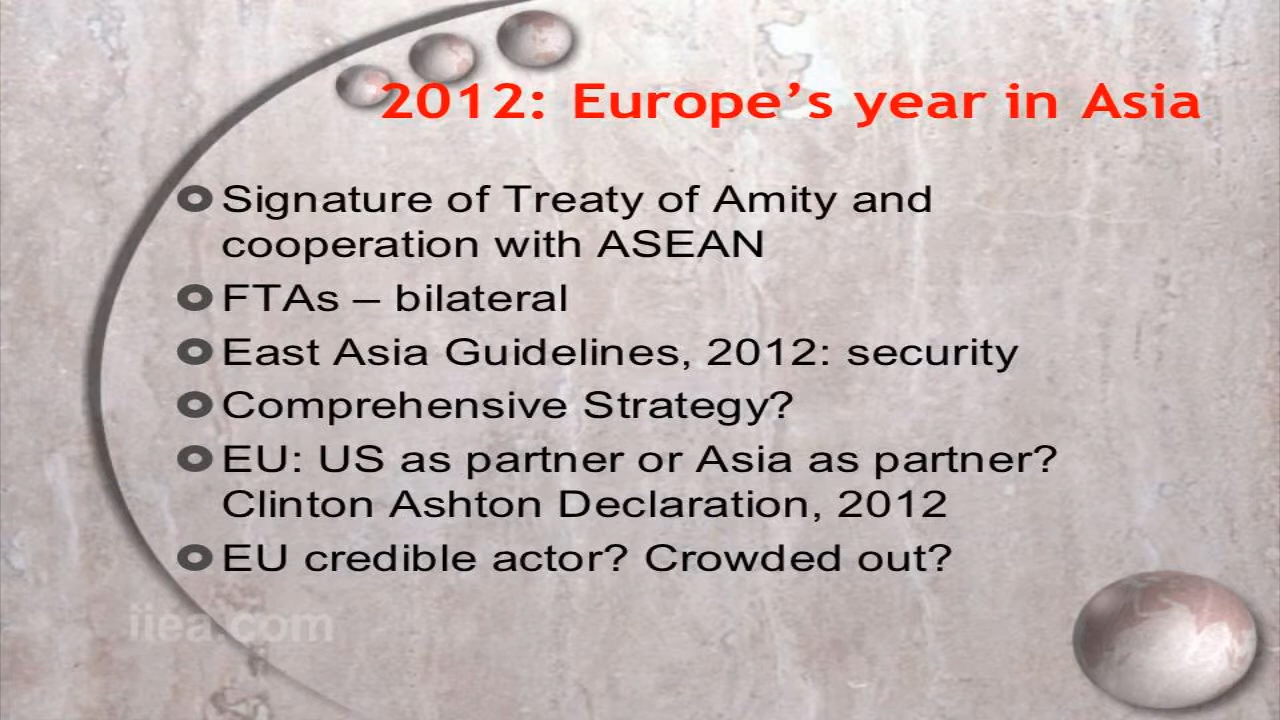 2012: Europe’s year in Asia
Signature of Treaty of Amity and
cooperation with ASEAN
FTAs – bilateral
East Asia Guidelines, 2012: security
Comprehensive Strategy?
EU: US as partner or Asia as partner?
Clinton Ashton Declaration, 2012
EU credible actor? Crowded out?
iiea.com